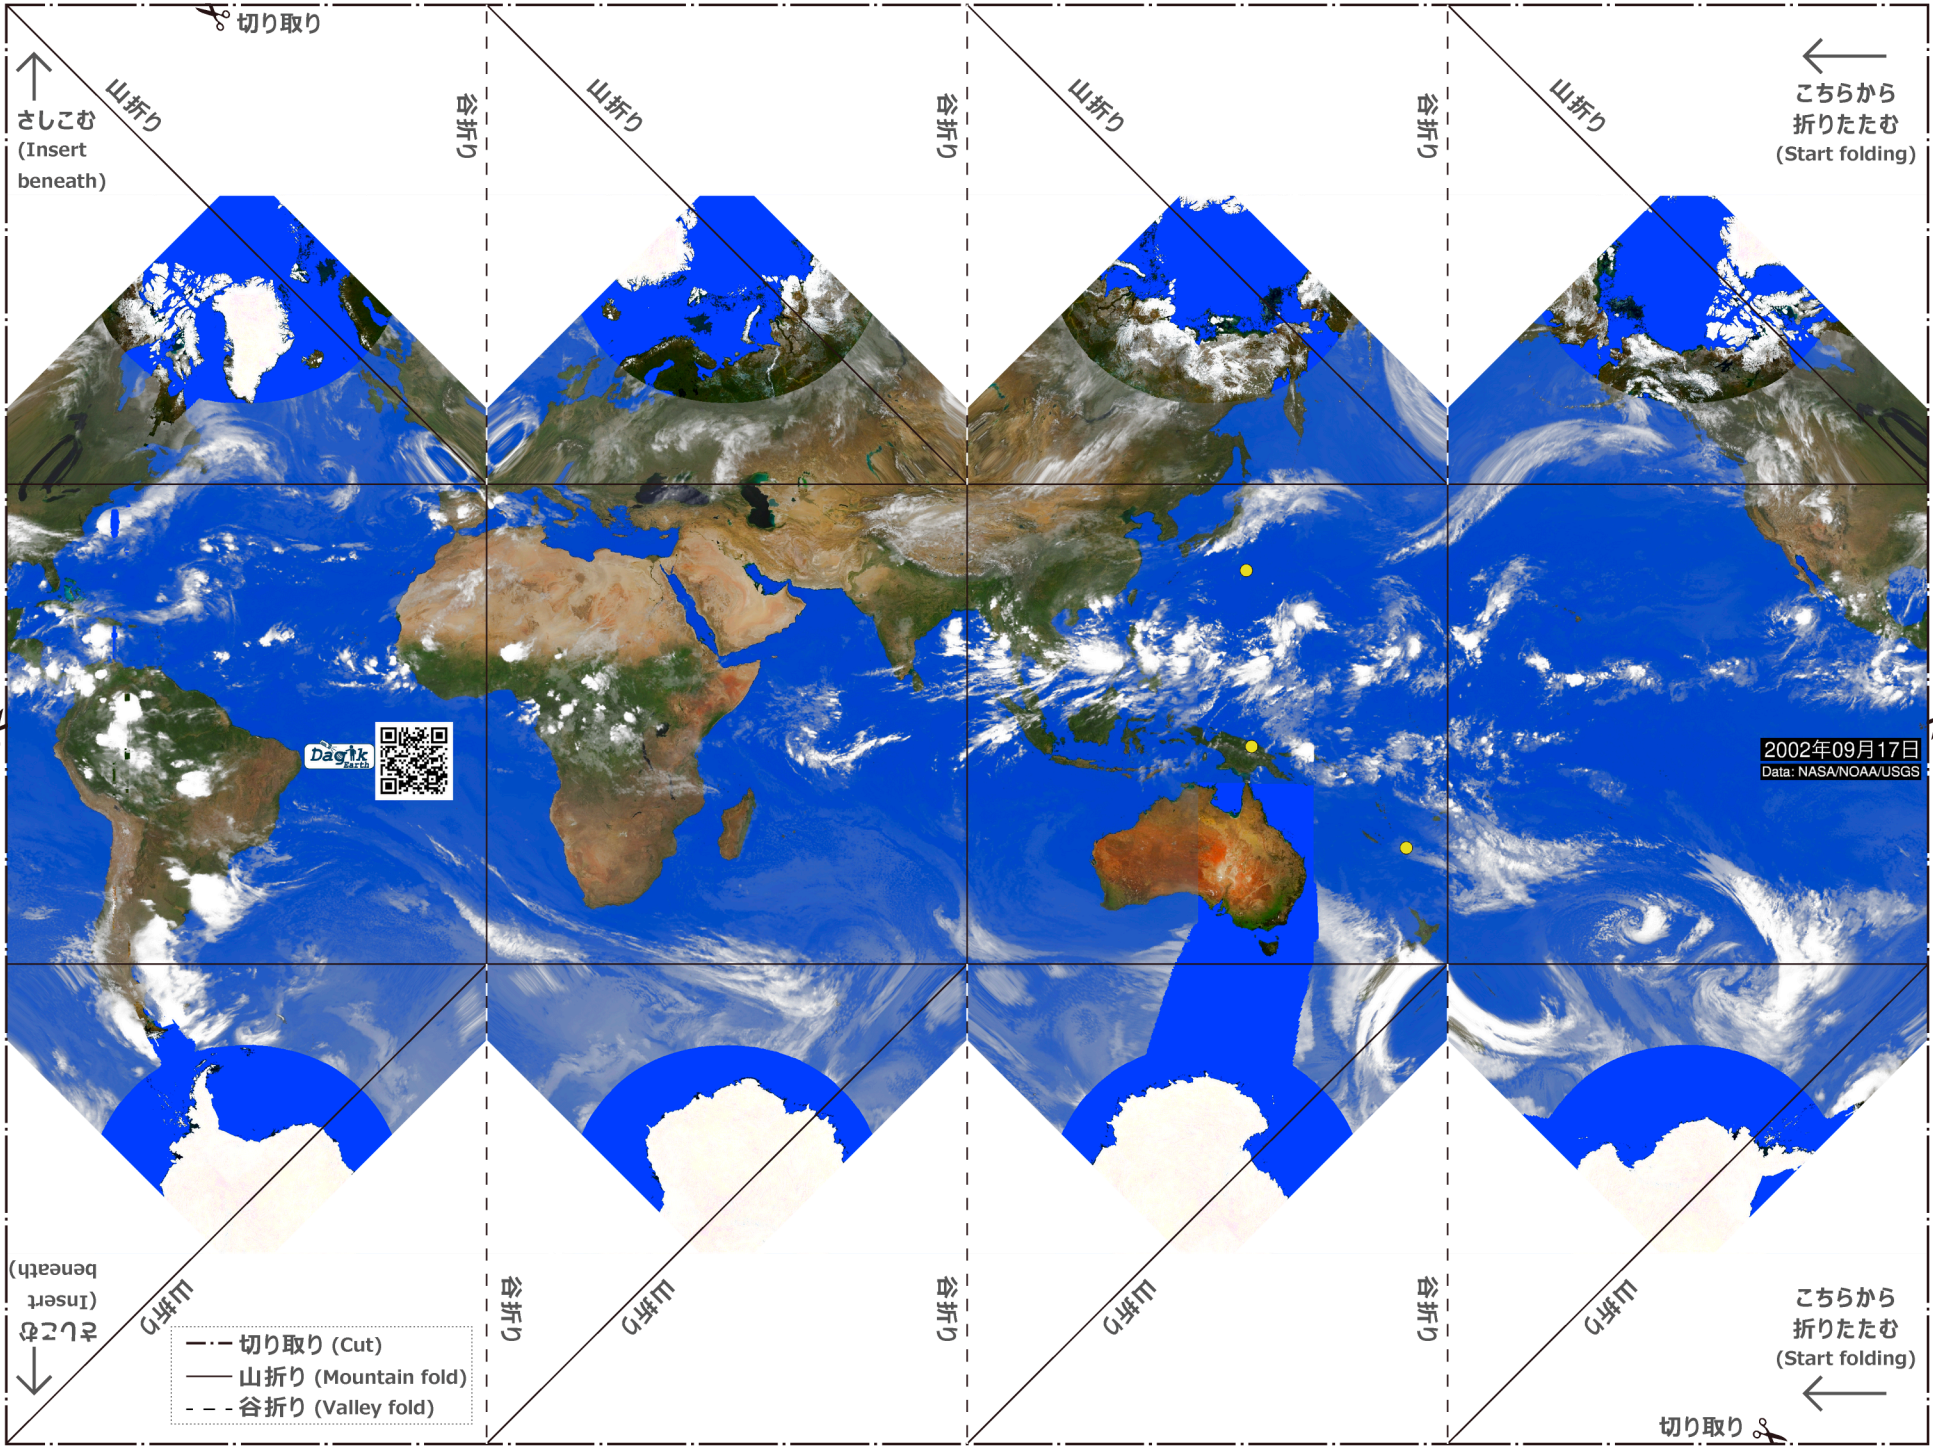 切り取り
山折り
谷折り
山折り
谷折り
山折り
谷折り
山折り
さしこむ
(Insert
beneath)
こちらから
折りたたむ
(Start folding)
Dagik
Earth
2002年09月17日
Data: NASA/NOAA/USGS
さしこむ
(Insert
beneath)
山折り
谷折り
山折り
谷折り
山折り
谷折り
山折り
こちらから
折りたたむ
(Start folding)
切り取り (Cut)
山折り (Mountain fold)
谷折り (Valley fold)
切り取り